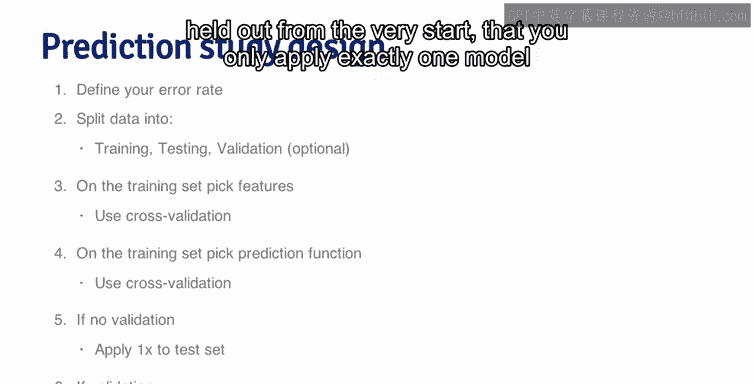 held out from the very start, that you
only apply exactly one model
Prediction study design
1. Define your error rate
2. Split data into:
· Training, Testing, Validation (optional)
3. On the training set pick features
· Use cross-validation
4. On the training set pick prediction function
· Use cross-validation
5. If no validation
· Apply 1x to test set
6. If validation